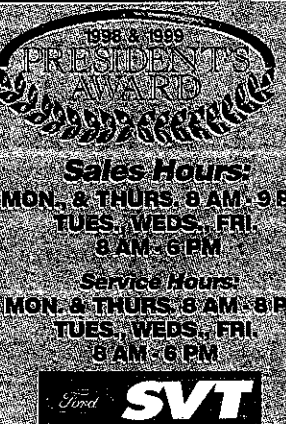 1998 & 1999
PRESIDENT'S
AWARD
Sales Hours:
MON., & THURS. 8 AM - 9 P
TUES., WEDS., FRI.
8 AM - 6 PM
Service Hours:
MON. & THURS. 8 AM - 8 P
TUES., WEDS., FRI.
8 AM - 6 PM
Ford SVT